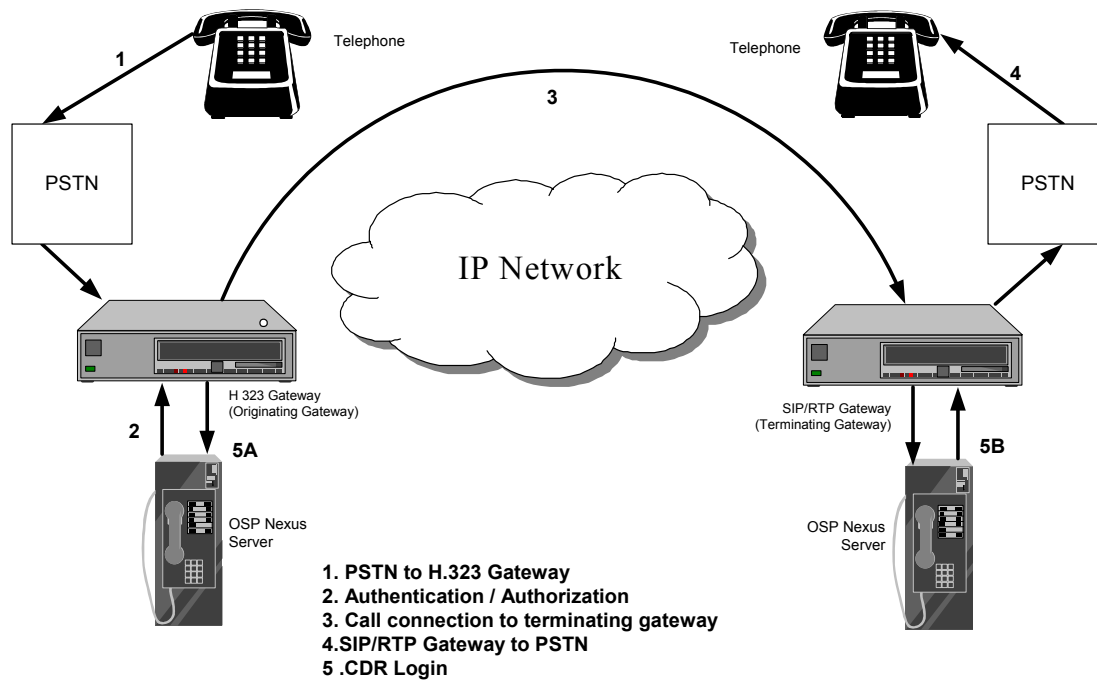 Telephone
Telephone
1
3
4
PSTN
PSTN
IP Network
H 323 Gateway
(Originating Gateway)
SIP/RTP Gateway
(Terminating Gateway)
2
5A
5B
OSP Nexus
Server
OSP Nexus
Server
1. PSTN to H.323 Gateway
2. Authentication / Authorization
3. Call connection to terminating gateway
4.SIP/RTP Gateway to PSTN
5 .CDR Login